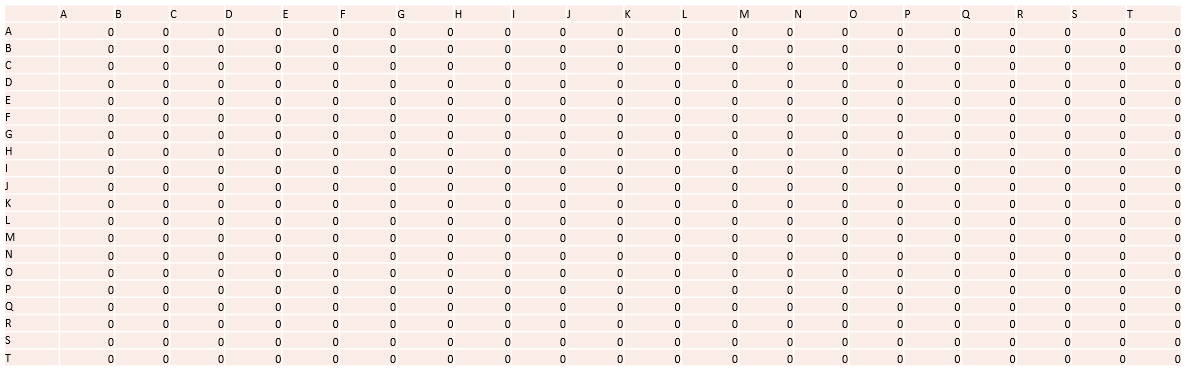 A B C D E F G H I J K L M N O P Q R S T
A 0 0 0 0 0 0 0 0 0 0 0 0 0 0 0 0 0 0 0 0
B 0 0 0 0 0 0 0 0 0 0 0 0 0 0 0 0 0 0 0 0
C 0 0 0 0 0 0 0 0 0 0 0 0 0 0 0 0 0 0 0 0
D 0 0 0 0 0 0 0 0 0 0 0 0 0 0 0 0 0 0 0 0
E 0 0 0 0 0 0 0 0 0 0 0 0 0 0 0 0 0 0 0 0
F 0 0 0 0 0 0 0 0 0 0 0 0 0 0 0 0 0 0 0 0
G 0 0 0 0 0 0 0 0 0 0 0 0 0 0 0 0 0 0 0 0
H 0 0 0 0 0 0 0 0 0 0 0 0 0 0 0 0 0 0 0 0
I 0 0 0 0 0 0 0 0 0 0 0 0 0 0 0 0 0 0 0 0
J 0 0 0 0 0 0 0 0 0 0 0 0 0 0 0 0 0 0 0 0
K 0 0 0 0 0 0 0 0 0 0 0 0 0 0 0 0 0 0 0 0
L 0 0 0 0 0 0 0 0 0 0 0 0 0 0 0 0 0 0 0 0
M 0 0 0 0 0 0 0 0 0 0 0 0 0 0 0 0 0 0 0 0
N 0 0 0 0 0 0 0 0 0 0 0 0 0 0 0 0 0 0 0 0
O 0 0 0 0 0 0 0 0 0 0 0 0 0 0 0 0 0 0 0 0
P 0 0 0 0 0 0 0 0 0 0 0 0 0 0 0 0 0 0 0 0
Q 0 0 0 0 0 0 0 0 0 0 0 0 0 0 0 0 0 0 0 0
R 0 0 0 0 0 0 0 0 0 0 0 0 0 0 0 0 0 0 0 0
S 0 0 0 0 0 0 0 0 0 0 0 0 0 0 0 0 0 0 0 0
T 0 0 0 0 0 0 0 0 0 0 0 0 0 0 0 0 0 0 0 0